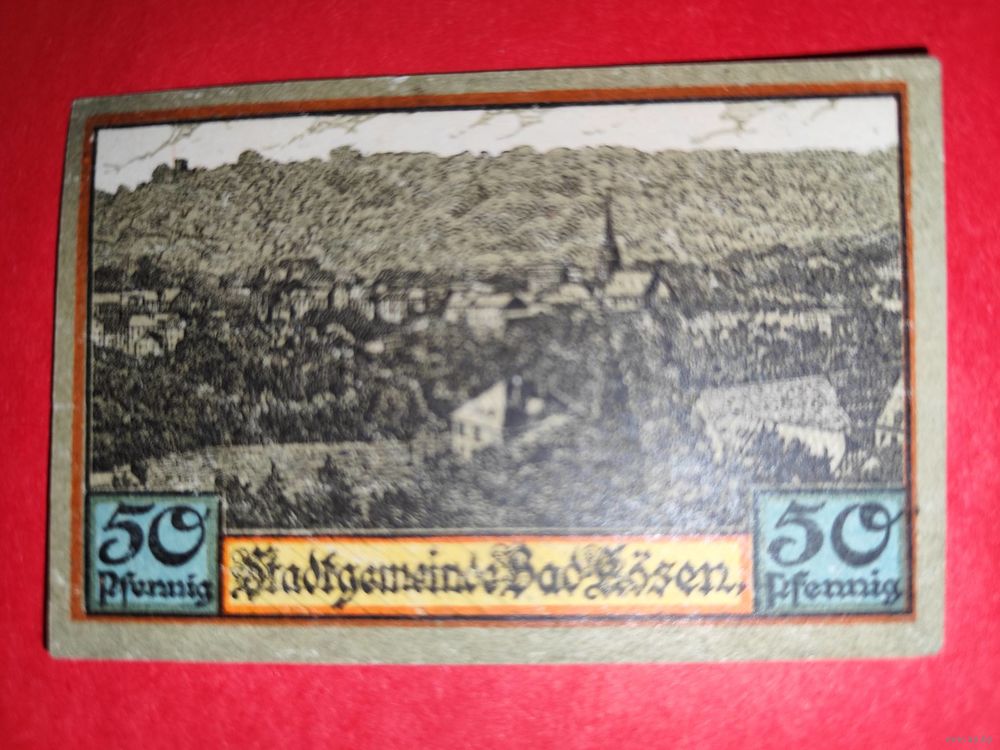 50
Pfennig
Stadtgemeinde Bad Kösen.
50
Pfennig